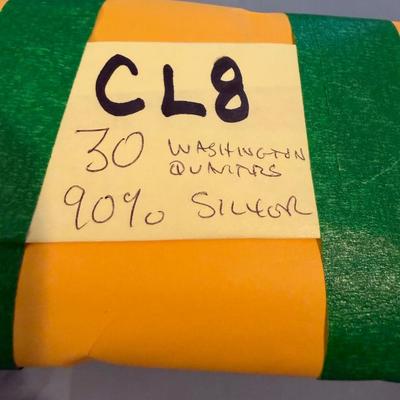 CL8
30 WASHINGTON
QUARTERS
90% SILVER